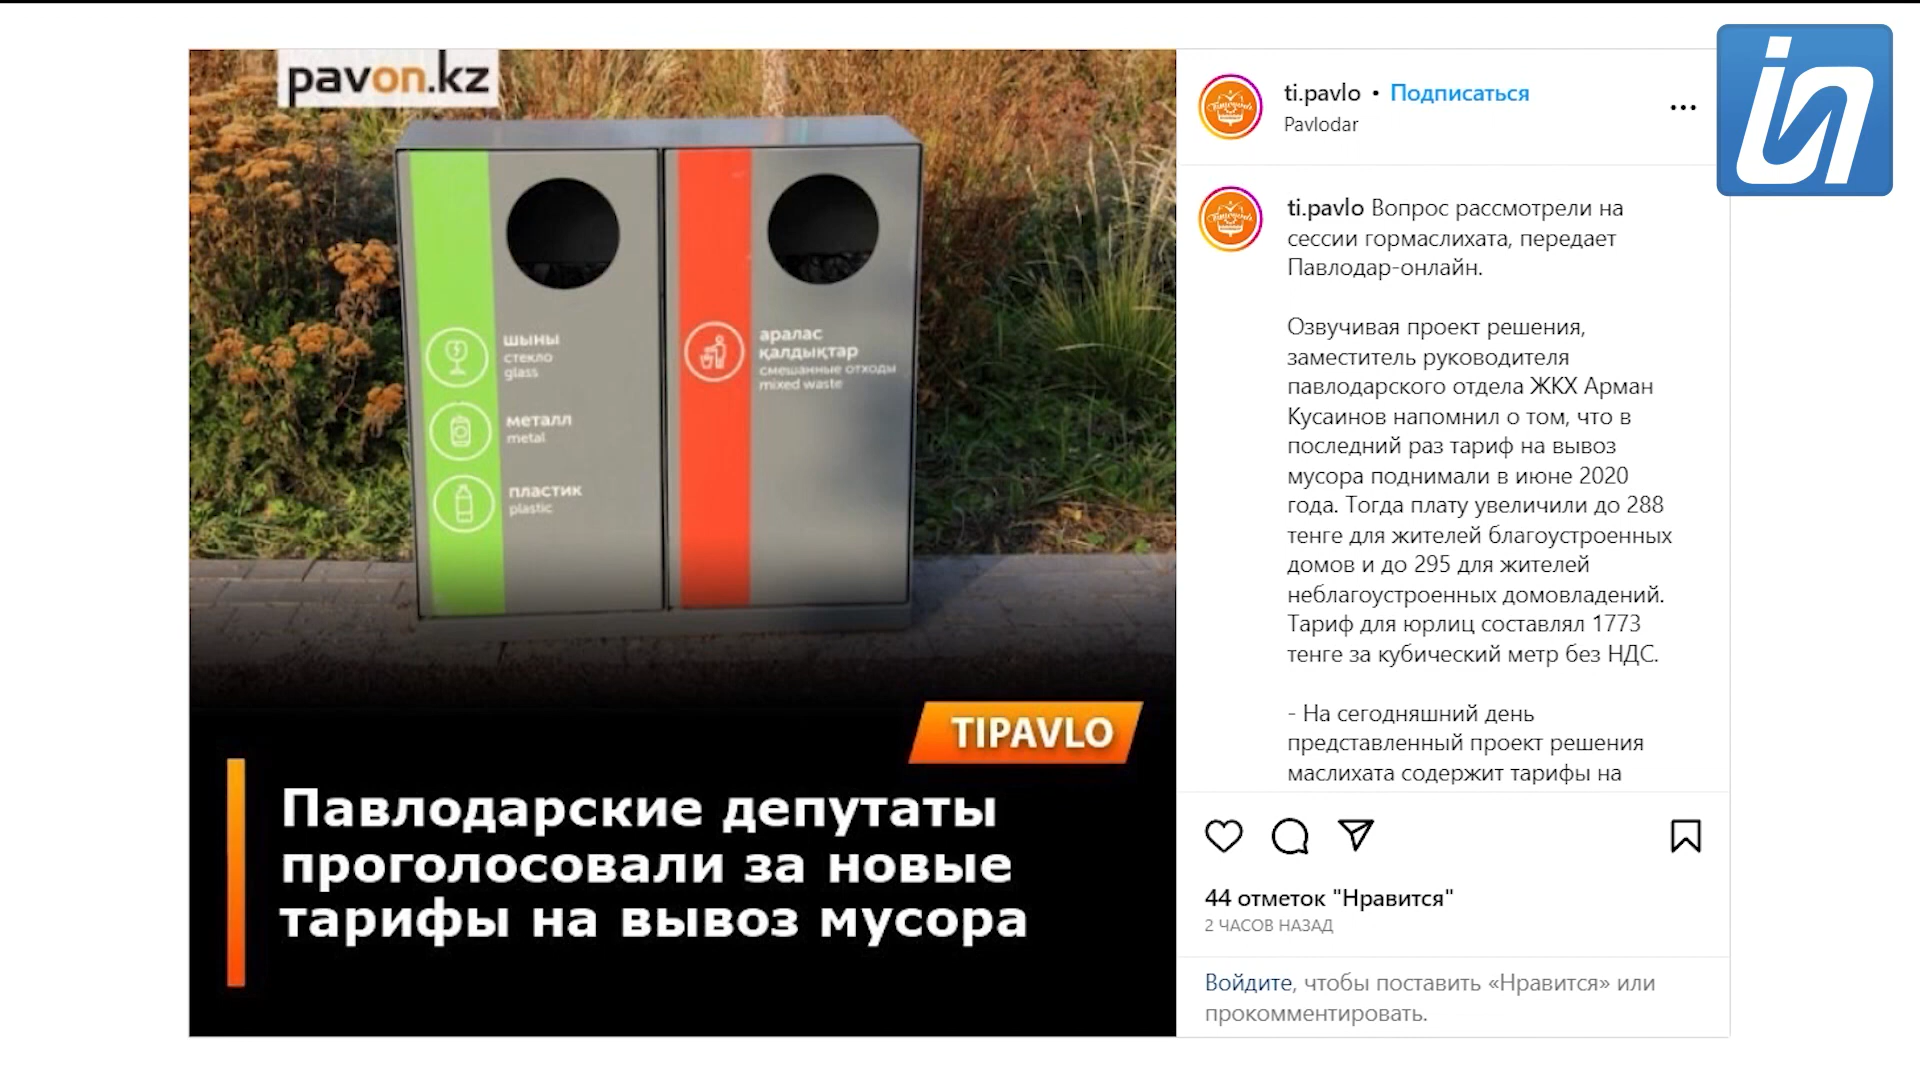 pavon.kz
шыны
стекло
glass
металл
metal
пластик
plastic
аралас
қалдықтар
смешанные отходы
mixed waste
TIPAVLO
Павлодарские депутаты
проголосовали за новые
тарифы на вывоз мусора
ti.pavlo • Подписаться
Pavlodar
ti.pavlo Вопрос рассмотрели на
сессии гормаслихата, передает
Павлодар-онлайн.
Озвучивая проект решения,
заместитель руководителя
павлодарского отдела ЖКХ Арман
Кусаинов напомнил о том, что в
последний раз тариф на вывоз
мусора поднимали в июне 2020
года. Тогда плату увеличили до 288
тенге для жителей благоустроенных
домов и до 295 для жителей
неблагоустроенных домовладений.
Тариф для юрлиц составлял 1773
тенге за кубический метр без НДС.
- На сегодняшний день
представленный проект решения
маслихата содержит тарифы на
44 отметок "Нравится"
2 ЧАСОВ НАЗАД
Войдите, чтобы поставить «Нравится» или
прокомментировать.